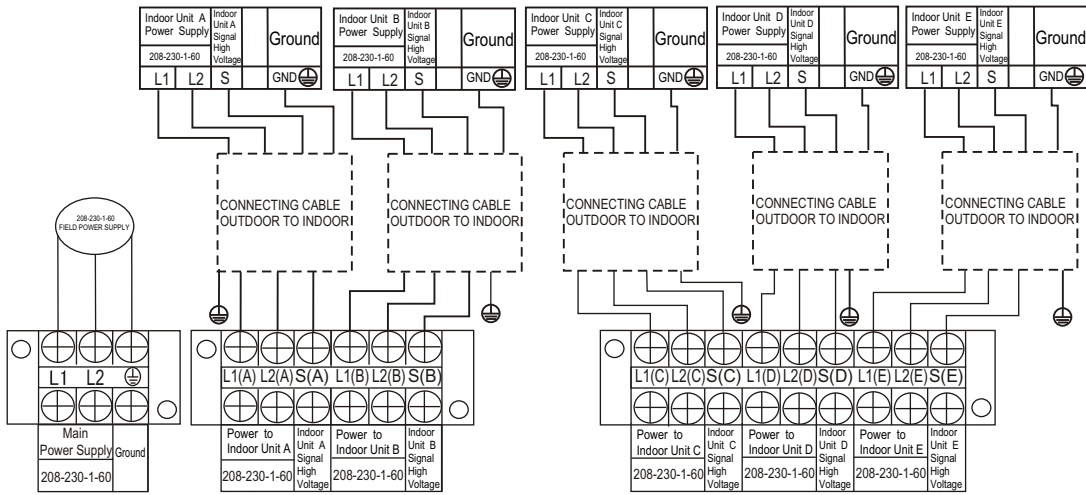 Indoor Unit A
Power Supply
208-230-1-60
Indoor
Unit A
Signal
High
Voltage
Ground
L1 L2 S GND
Indoor Unit B
Power Supply
208-230-1-60
Indoor
Unit B
Signal
High
Voltage
Ground
L1 L2 S GND
Indoor Unit C
Power Supply
208-230-1-60
Indoor
Unit C
Signal
High
Voltage
Ground
L1 L2 S GND
Indoor Unit D
Power Supply
208-230-1-60
Indoor
Unit D
Signal
High
Voltage
Ground
L1 L2 S GND
Indoor Unit E
Power Supply
208-230-1-60
Indoor
Unit E
Signal
High
Voltage
Ground
L1 L2 S GND
CONNECTING CABLE
OUTDOOR TO INDOOR
CONNECTING CABLE
OUTDOOR TO INDOOR
CONNECTING CABLE
OUTDOOR TO INDOOR
CONNECTING CABLE
OUTDOOR TO INDOOR
CONNECTING CABLE
OUTDOOR TO INDOOR
208-230-1-60
FIELD POWER SUPPLY
L1 L2
Main
Power Supply
208-230-1-60
Ground
L1(A) L2(A) S(A) L1(B) L2(B) S(B)
Power to
Indoor Unit A
208-230-1-60
Indoor
Unit A
Signal
High
Voltage
Power to
Indoor Unit B
208-230-1-60
Indoor
Unit B
Signal
High
Voltage
L1(C) L2(C) S(C) L1(D) L2(D) S(D) L1(E) L2(E) S(E)
Power to
Indoor Unit C
208-230-1-60
Indoor
Unit C
Signal
High
Voltage
Power to
Indoor Unit D
208-230-1-60
Indoor
Unit D
Signal
High
Voltage
Power to
Indoor Unit E
208-230-1-60
Indoor
Unit E
Signal
High
Voltage